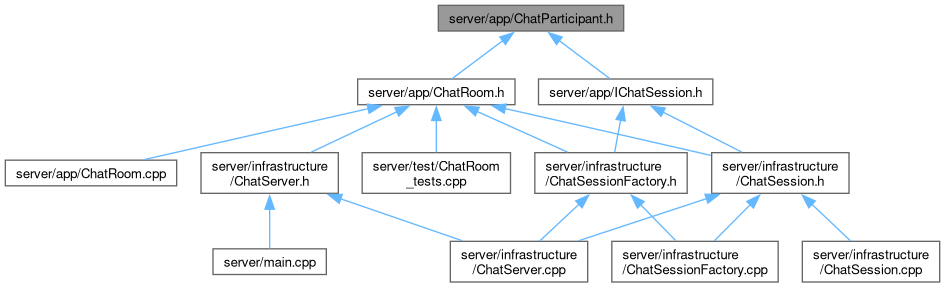 server/app/ChatParticipant.h
server/app/ChatRoom.h
server/app/IChatSession.h
server/app/ChatRoom.cpp
server/infrastructure
/ChatServer.h
server/test/ChatRoom
_tests.cpp
server/infrastructure
/ChatSessionFactory.h
server/infrastructure
/ChatSession.h
server/main.cpp
server/infrastructure
/ChatServer.cpp
server/infrastructure
/ChatSessionFactory.cpp
server/infrastructure
/ChatSession.cpp